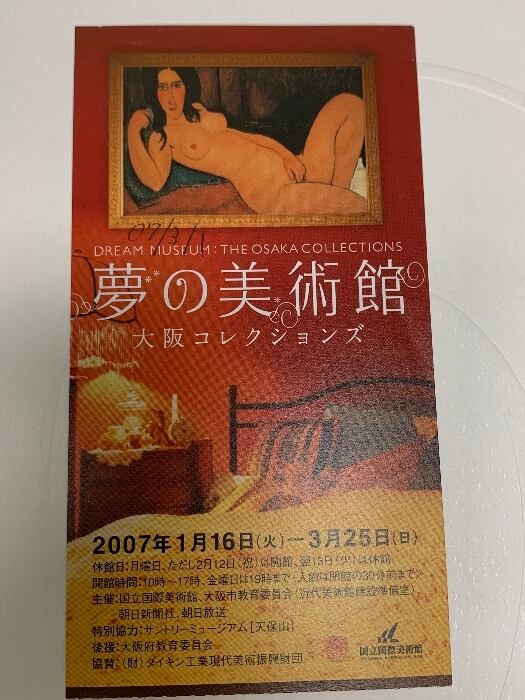 07/3/1
DREAM MUSEUM: THE OSAKA COLLECTIONS
夢の美術館
大阪コレクションズ
2007年1月16日(火)―3月25日(日)
休館日:月曜日、ただし2月12日(祝)は開館、翌13日(火)は休館
開館時間:10時〜17時、金曜日は19時まで(入館は閉館の30分前まで)
主催:国立国際美術館、大阪市教育委員会(近代美術館建設準備室)
朝日新聞社、朝日放送
特別協力:サントリーミュージアム[天保山]
後援:大阪府教育委員会
協賛:(財)ダイキン工業現代美術振興財団
国立国際美術館